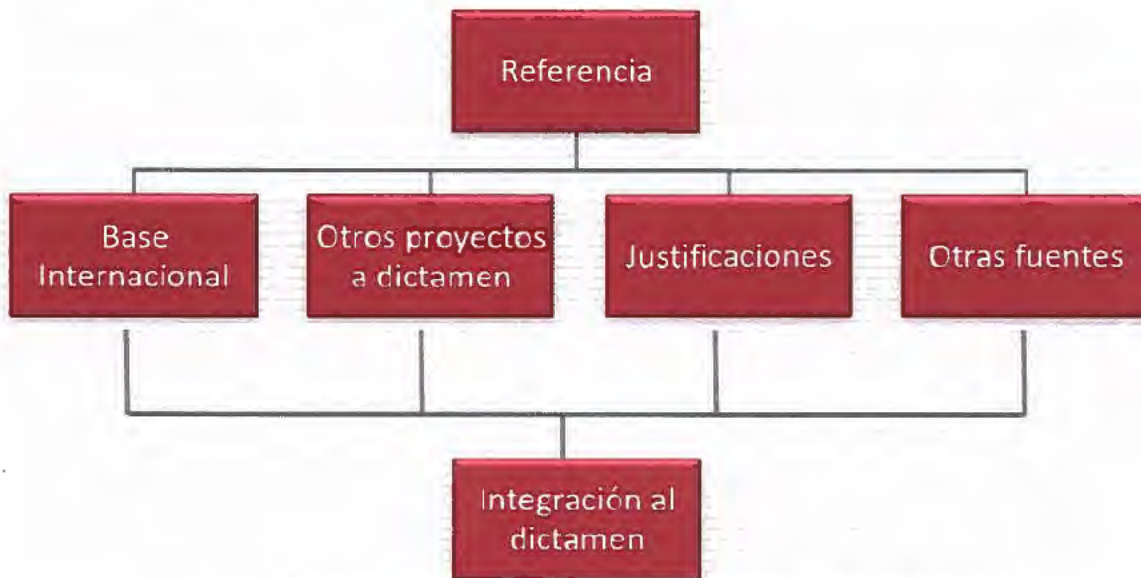 Referencia
Base
Internacional
Otros proyectos
a dictamen
Justificaciones
Otras fuentes
Integración al
dictamen